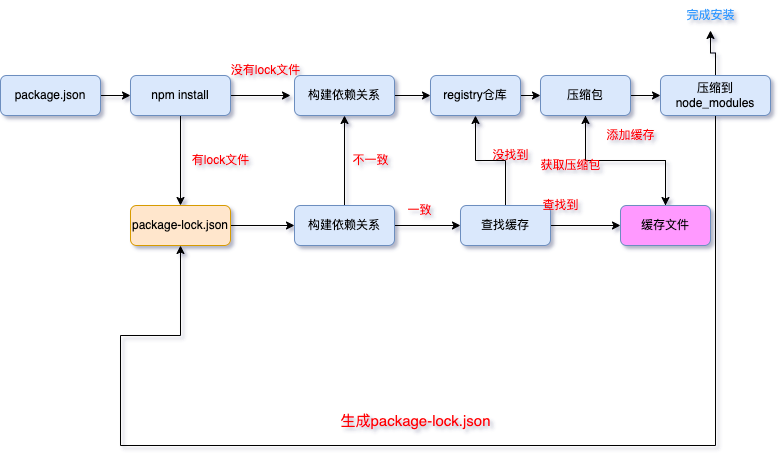 完成安装
没有lock文件
package.json
npm install
构建依赖关系
registry仓库
压缩包
压缩到
node_modules
添加缓存
有lock文件
不一致
没找到
获取压缩包
package-lock.json
构建依赖关系
一致
查找缓存
查找到
缓存文件
生成package-lock.json